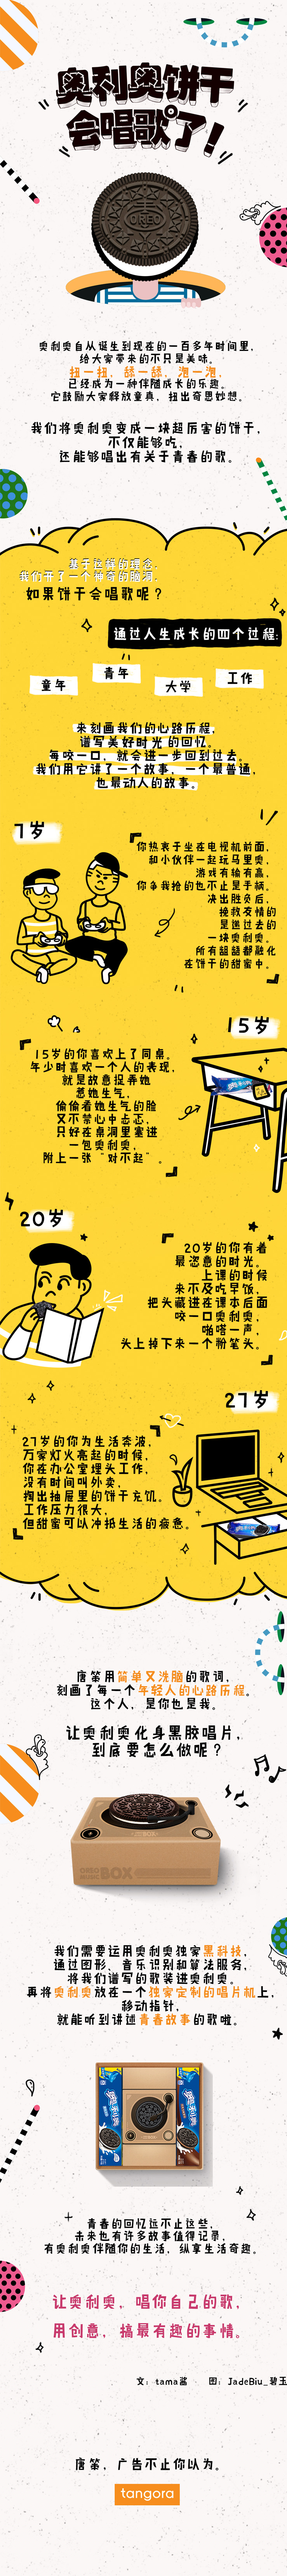 奥利奥饼干
会唱歌了!
OREO
奥利奥自从诞生到现在的一百多年时间里，
给大家带来的不只是美味。
扭一扭，舔一舔，泡一泡，
已经成为一种伴随成长的乐趣。
它鼓励大家释放童真，扭出奇思妙想。
我们将奥利奥变成一块超厉害的饼干，
不仅能够吃，
还能够唱出有关于青春的歌。
基于这样的理念，
我们开了一个神奇的脑洞，
如果饼干会唱歌呢？
通过人生成长的四个过程：
童年
青年
大学
工作
来刻画我们的心路历程，
谱写美好时光的回忆。
每咬一口，就会进一步回到过去。
我们用它讲了一个故事，一个最普通，
也最动人的故事。
7岁
你热衷于坐在电视机前面，
和小伙伴一起玩马里奥，
游戏有输有赢，
你争我抢的也不止是手柄。
决出胜负后，
挽救友情的
是递过去的
一块奥利奥。
所有龃龉都融化
在饼干的甜蜜中。
15岁
15岁的你喜欢上了同桌。
年少时喜欢一个人的表现，
就是故意捉弄她
惹她生气，
偷偷看她生气的脸
又不禁心中忐忑，
只好在桌洞里塞进
一包奥利奥，
附上一张“对不起”。
20岁
20岁的你有着
最恣意的时光。
上课的时候
来不及吃早饭，
把头藏进在课本后面
咬一口奥利奥，
啪嗒一声，
头上掉下来一个粉笔头。
27岁
27岁的你为生活奔波，
万家灯火亮起的时候，
你在办公室埋头工作，
没有时间叫外卖，
掏出抽屉里的饼干充饥。
工作压力很大，
但甜蜜可以冲抵生活的疲惫。
唐笛用简单又洗脑的歌词，
刻画了每一个年轻人的心路历程。
这个人，是你也是我。
让奥利奥化身黑胶唱片，
到底要怎么做呢？
OREO
MUSIC BOX
我们需要运用奥利奥独家黑科技，
通过图形、音乐识别和算法服务，
将我们谱写的歌装进奥利奥。
再将奥利奥放在一个独家定制的唱片机上，
移动指针，
就能听到讲述青春故事的歌啦。
青春的回忆远不止这些，
未来也有许多故事值得记录，
有奥利奥伴随你的生活，纵享生活奇趣。
让奥利奥，唱你自己的歌，
用创意，搞最有趣的事情。
文：tama酱 图：JadeBiu_碧玉
唐笛，广告不止你以为。
tangora